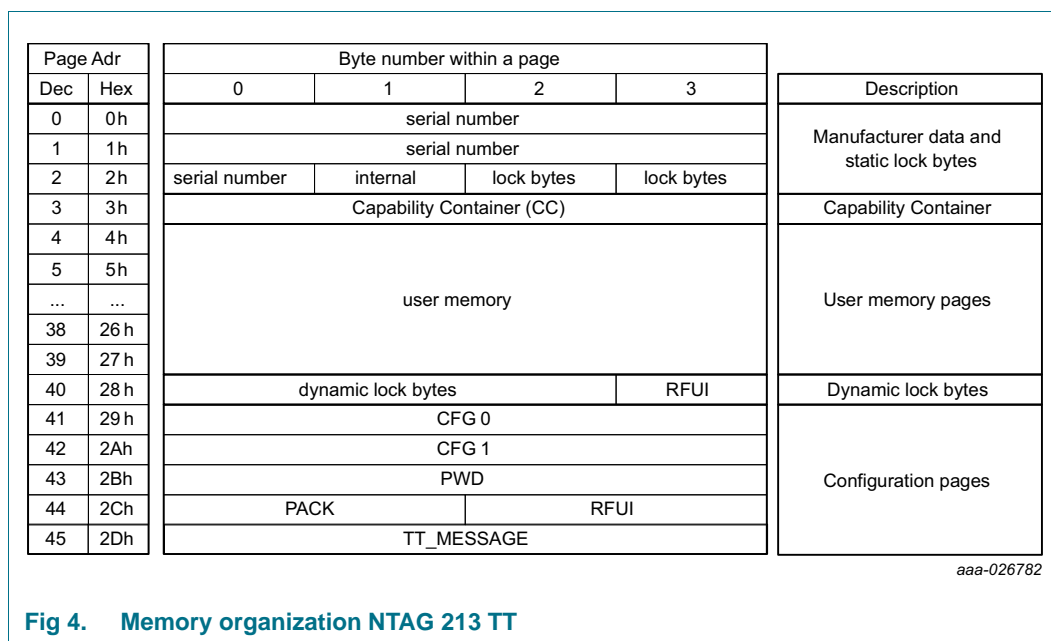 Page Adr Byte number within a page
Dec Hex 0 1 2 3 Description
0 0h serial number
Manufacturer data and
1 1h serial number
static lock bytes
2 2h serial number internal lock bytes lock bytes
3 3h Capability Container (CC) Capability Container
4 4h
5 5h
... ... user memory User memory pages
38 26h
39 27h
40 28h dynamic lock bytes RFUI Dynamic lock bytes
41 29h CFG 0
42 2Ah CFG 1
43 2Bh PWD Configuration pages
44 2Ch PACK RFUI
45 2Dh TT_MESSAGE
aaa-026782
Fig 4. Memory organization NTAG 213 TT